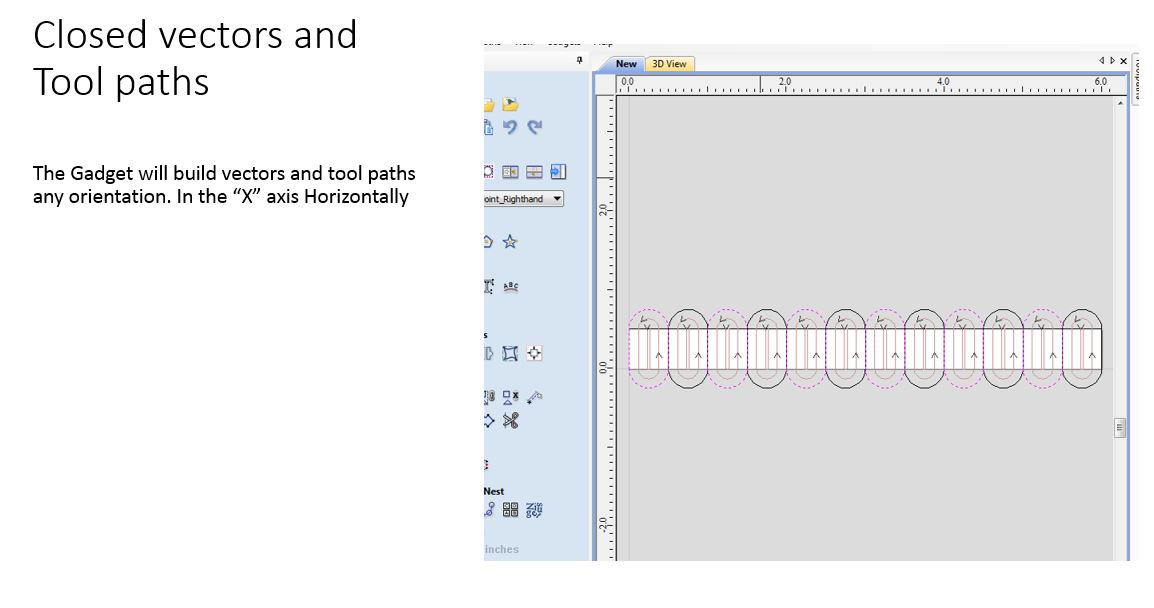 Closed vectors and
Tool paths
The Gadget will build vectors and tool paths
any orientation. In the “X” axis Horizontally
New
3D View
0.0 2.0 4.0 6.0
oint_Righthand
2.0
ABC
0.0
Nest
-2.0
inches